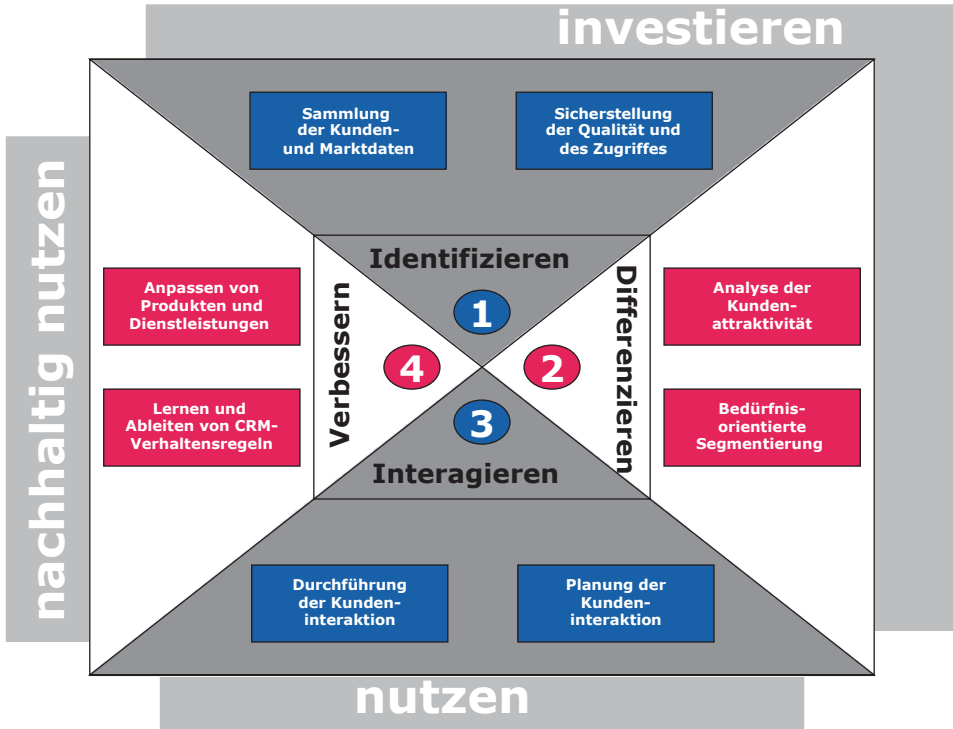 investieren
Sammlung
der Kunden-
und Marktdaten
Sicherstellung
der Qualität und
des Zugriffes
nachhaltig nutzen
Identifizieren
1
Anpassen von
Produkten und
Dienstleistungen
Verbessern
4
2
Differenzieren
Analyse der
Kunden-
attraktivität
Lernen und
Ableiten von CRM-
Verhaltensregeln
3
Interagieren
Bedürfnis-
orientierte
Segmentierung
Durchführung
der Kunden-
interaktion
Planung der
Kunden-
interaktion
nutzen